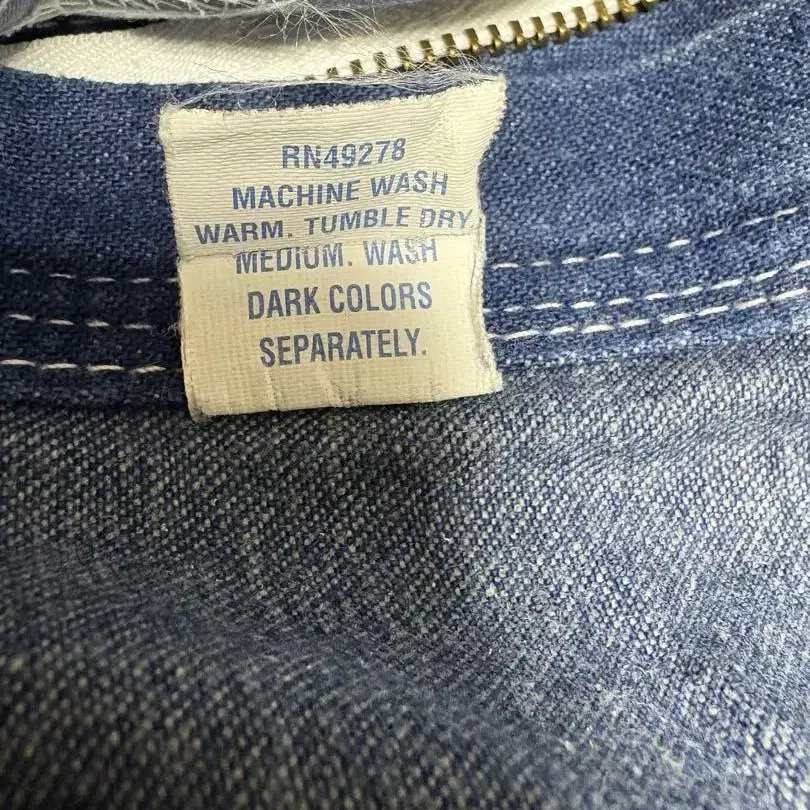 RN49278
MACHINE WASH
WARM. TUMBLE DRY
MEDIUM. WASH
DARK COLORS
SEPARATELY.